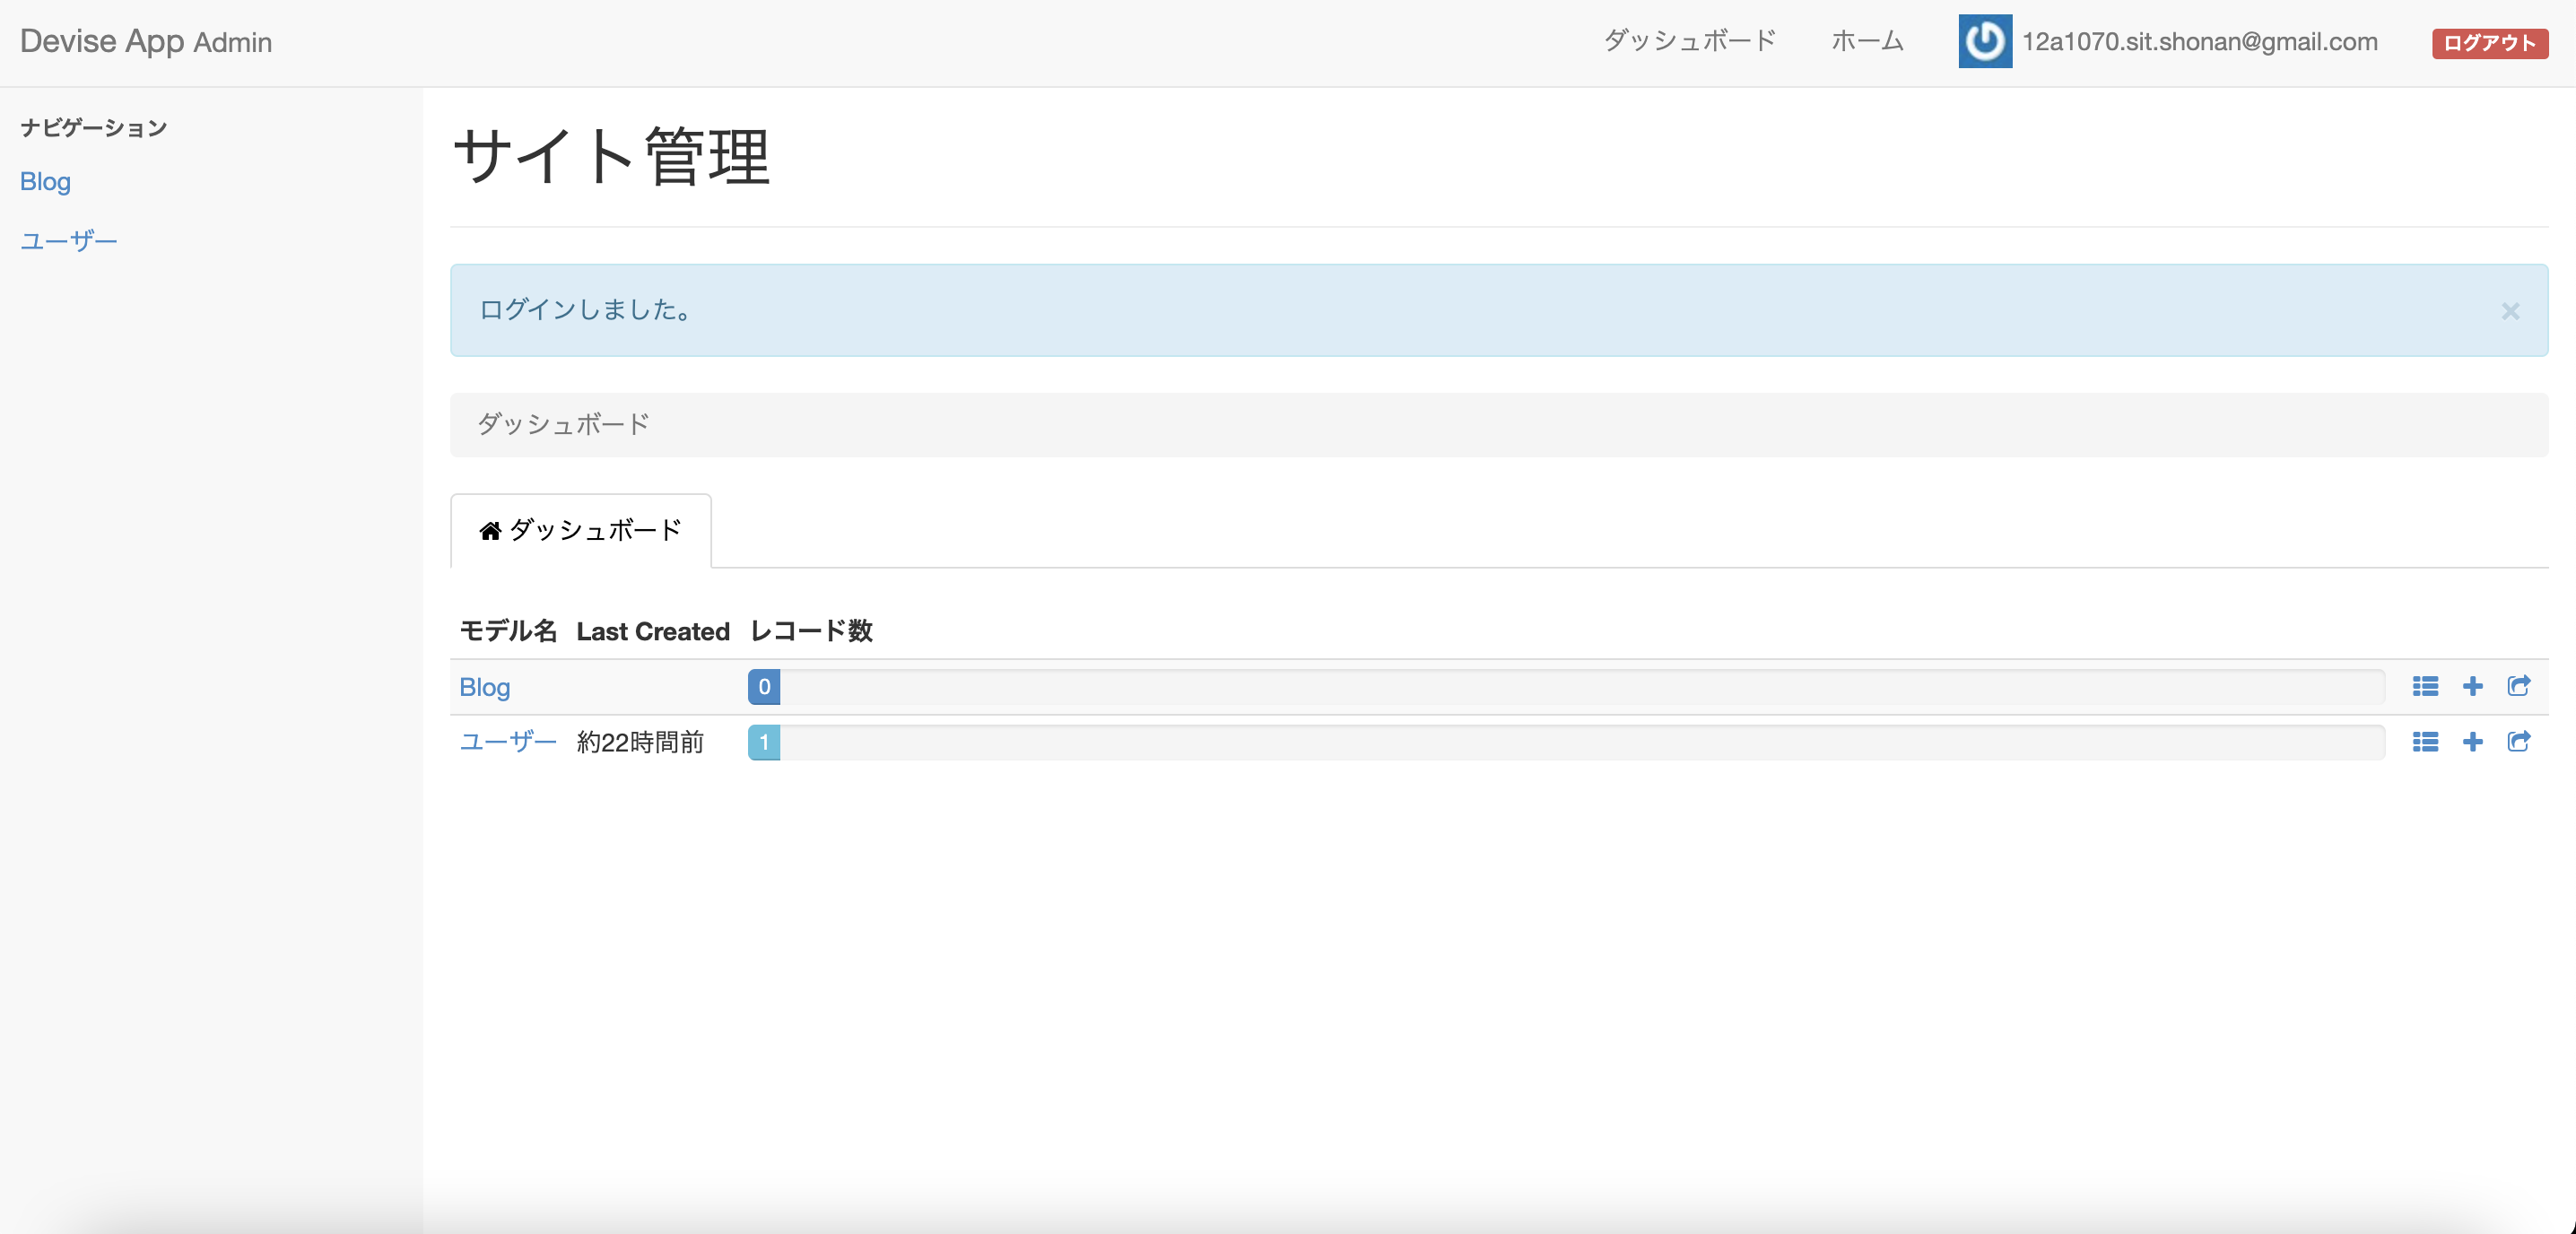 Devise App Admin
ダッシュボード ホーム 12a1070.sit.shonan@gmail.com ログアウト
ナビゲーション
Blog
ユーザー
サイト管理
ログインしました。 ×
ダッシュボード
ダッシュボード
モデル名 Last Created レコード数
Blog 0
ユーザー 約22時間前 1